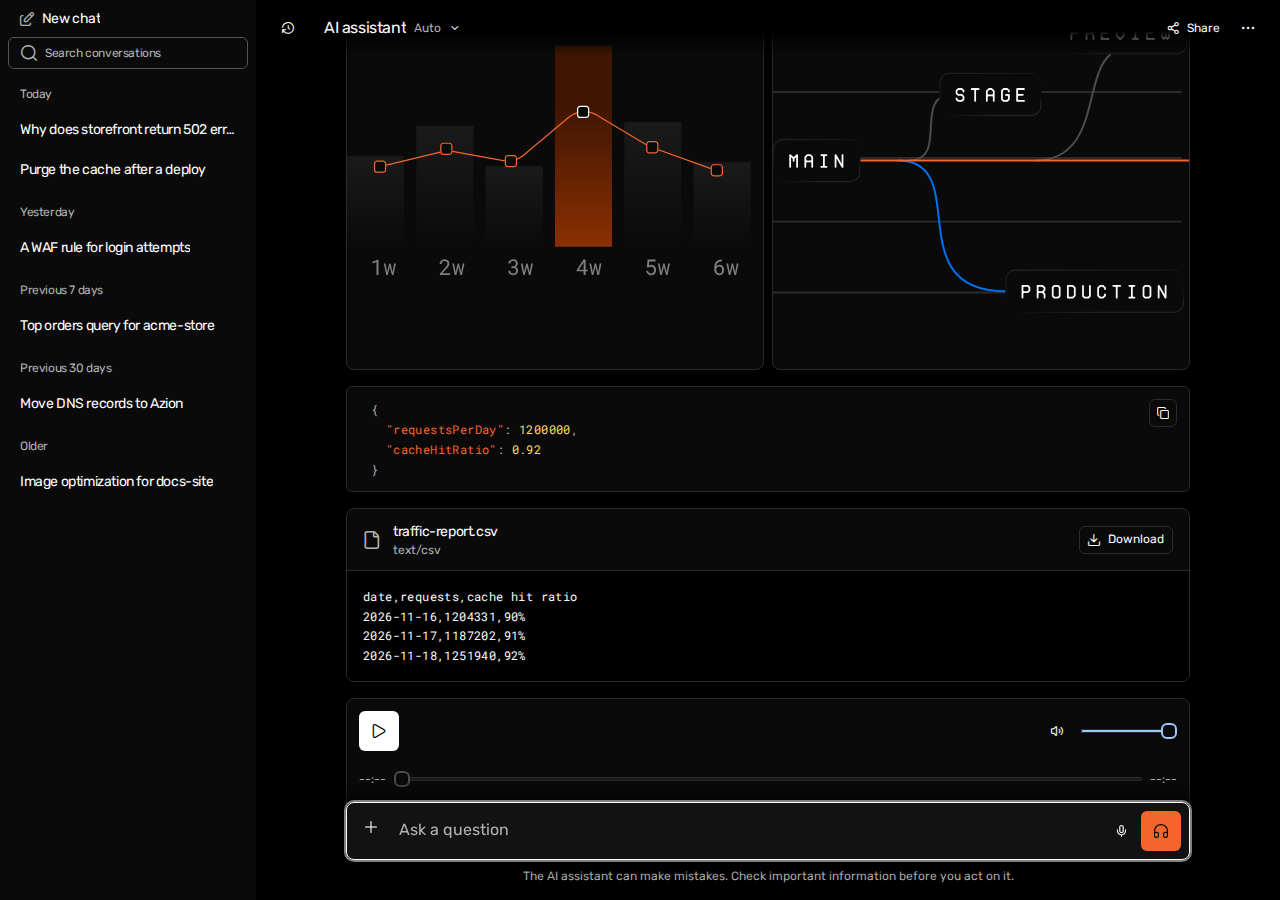 New chat
Search conversations
Today
Why does storefront return 502 err...
Purge the cache after a deploy
Yesterday
A WAF rule for login attempts
Previous 7 days
Top orders query for acme-store
Previous 30 days
Move DNS records to Azion
Older
Image optimization for docs-site
AI assistant Auto
Share
1W 2W 3W 4W 5W 6W
PREVIEW
STAGE
MAIN
PRODUCTION
{
"requestsPerDay": 1200000,
"cacheHitRatio": 0.92
}
traffic-report.csv
text/csv
Download
date,requests,cache hit ratio
2026-11-16,1204331,90%
2026-11-17,1187202,91%
2026-11-18,1251940,92%
--:-- --:--
Ask a question
The AI assistant can make mistakes. Check important information before you act on it.